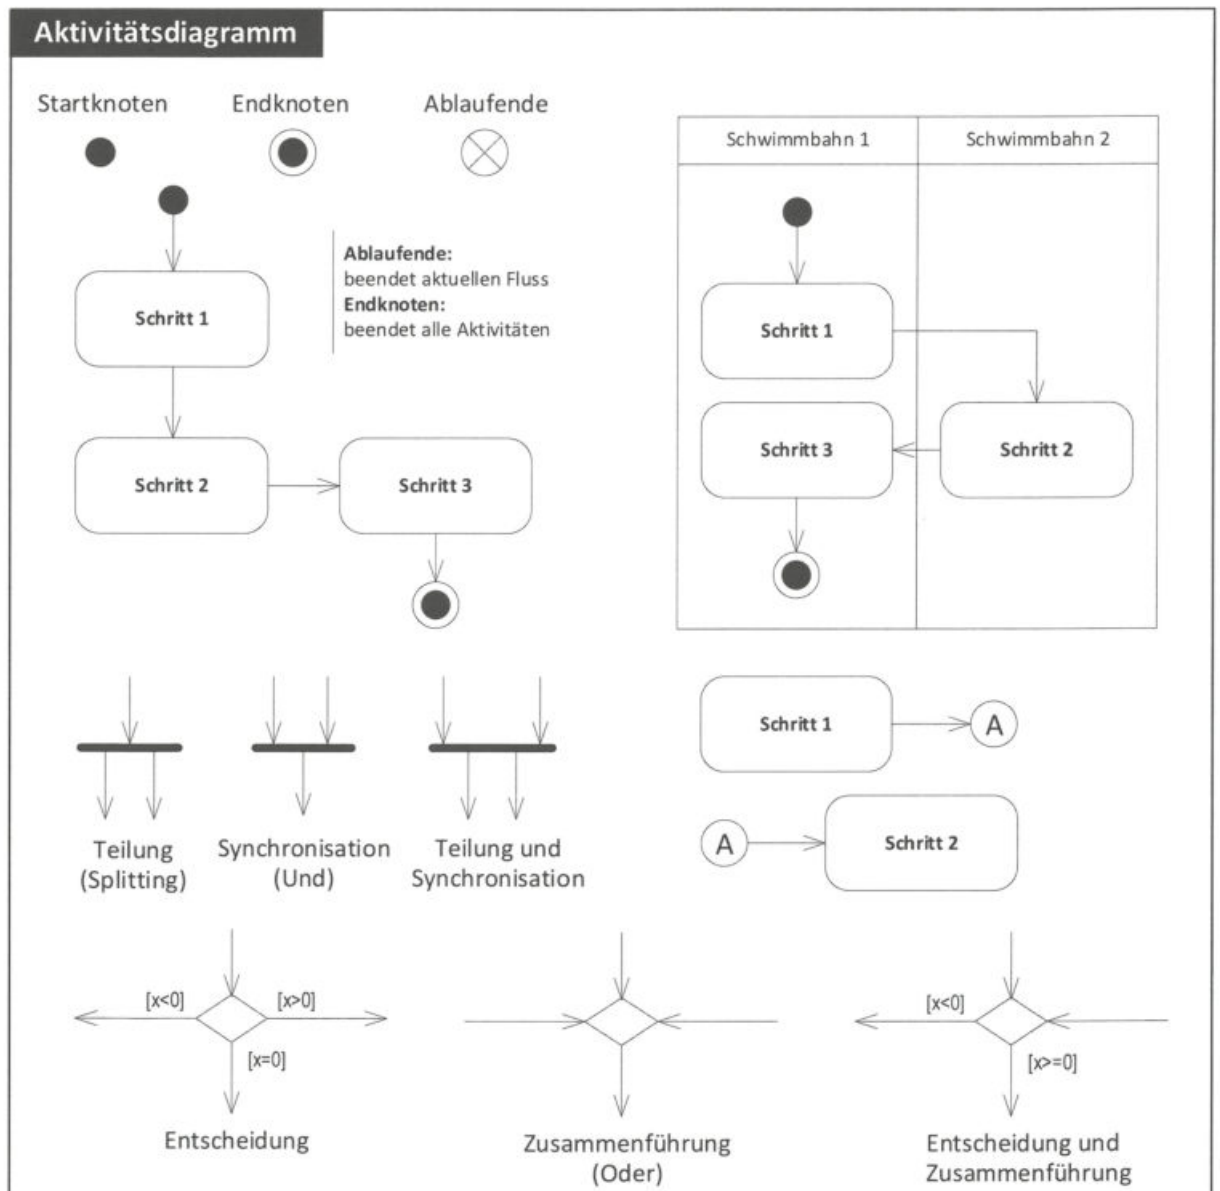 Aktivitätsdiagramm
Startknoten
Endknoten
Ablaufende
Ablaufende:
beendet aktuellen Fluss
Endknoten:
beendet alle Aktivitäten
Schritt 1
Schritt 2
Schritt 3
Schwimmbahn 1
Schwimmbahn 2
Schritt 1
Schritt 3
Schritt 2
Teilung
(Splitting)
Synchronisation
(Und)
Teilung und
Synchronisation
Schritt 1
A
A
Schritt 2
[x<0]
[x>0]
[x=0]
Entscheidung
Zusammenführung
(Oder)
[x<0]
[x>=0]
Entscheidung und
Zusammenführung